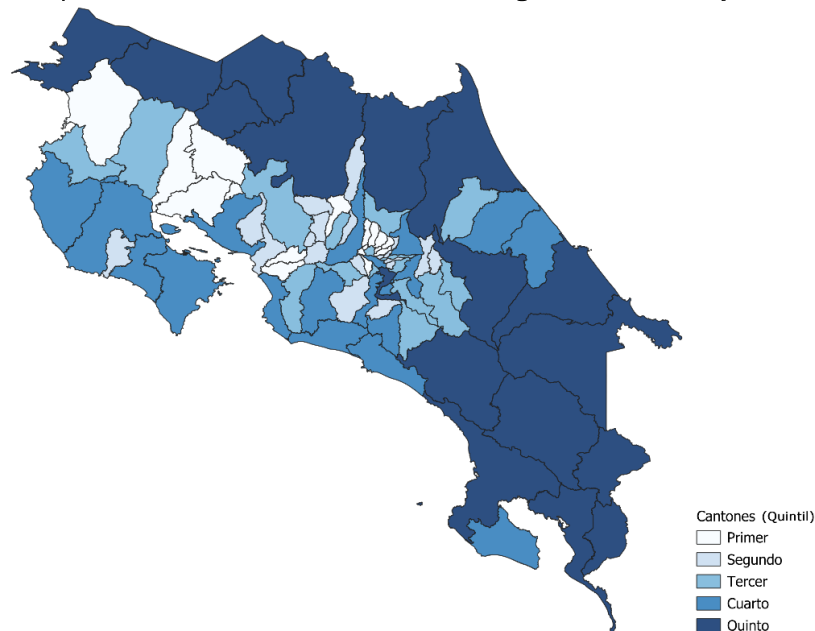 Cantones (Quintil)
Primer
Segundo
Tercer
Cuarto
Quinto